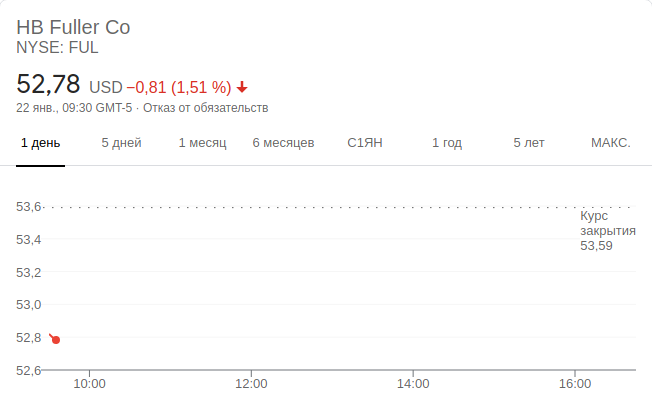 HB Fuller Co
NYSE: FUL
52,78 USD −0,81 (1,51 %)
22 янв., 09:30 GMT-5 · Отказ от обязательств
1 день 5 дней 1 месяц 6 месяцев С1ЯН 1 год 5 лет МАКС.
53,6
Курс
закрытия
53,59
53,4
53,2
53,0
52,8
52,6
10:00 12:00 14:00 16:00